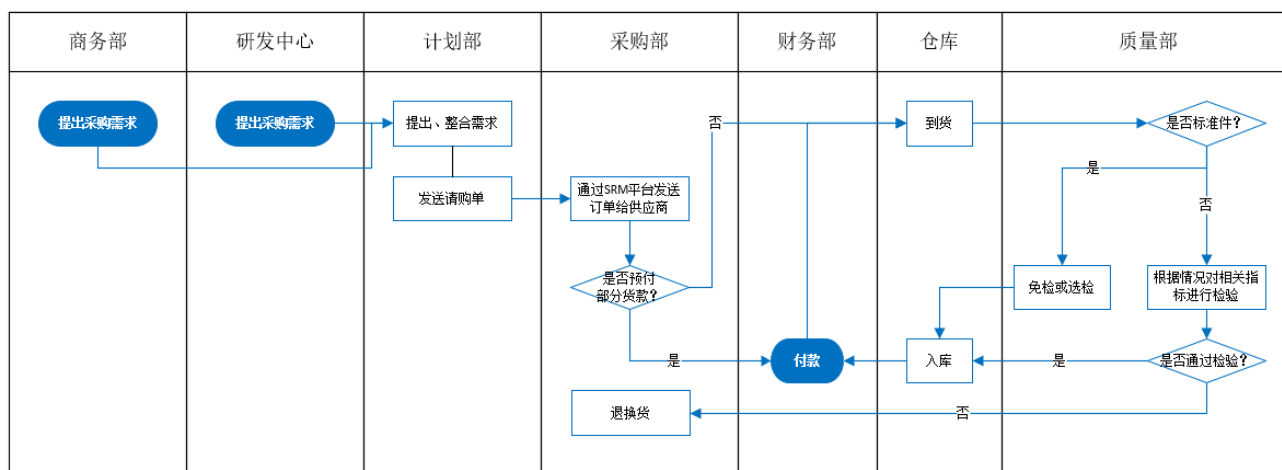 商务部
研发中心
计划部
采购部
财务部
仓库
质量部
提出采购需求
提出采购需求
提出、整合需求
否
到货
是否标准件？
是
发送请购单
通过SRM平台发送
订单给供应商
否
是否预付
部分货款？
免检或选检
根据情况对相关指
标进行检验
是
付款
入库
是
是否通过检验？
退换货
否